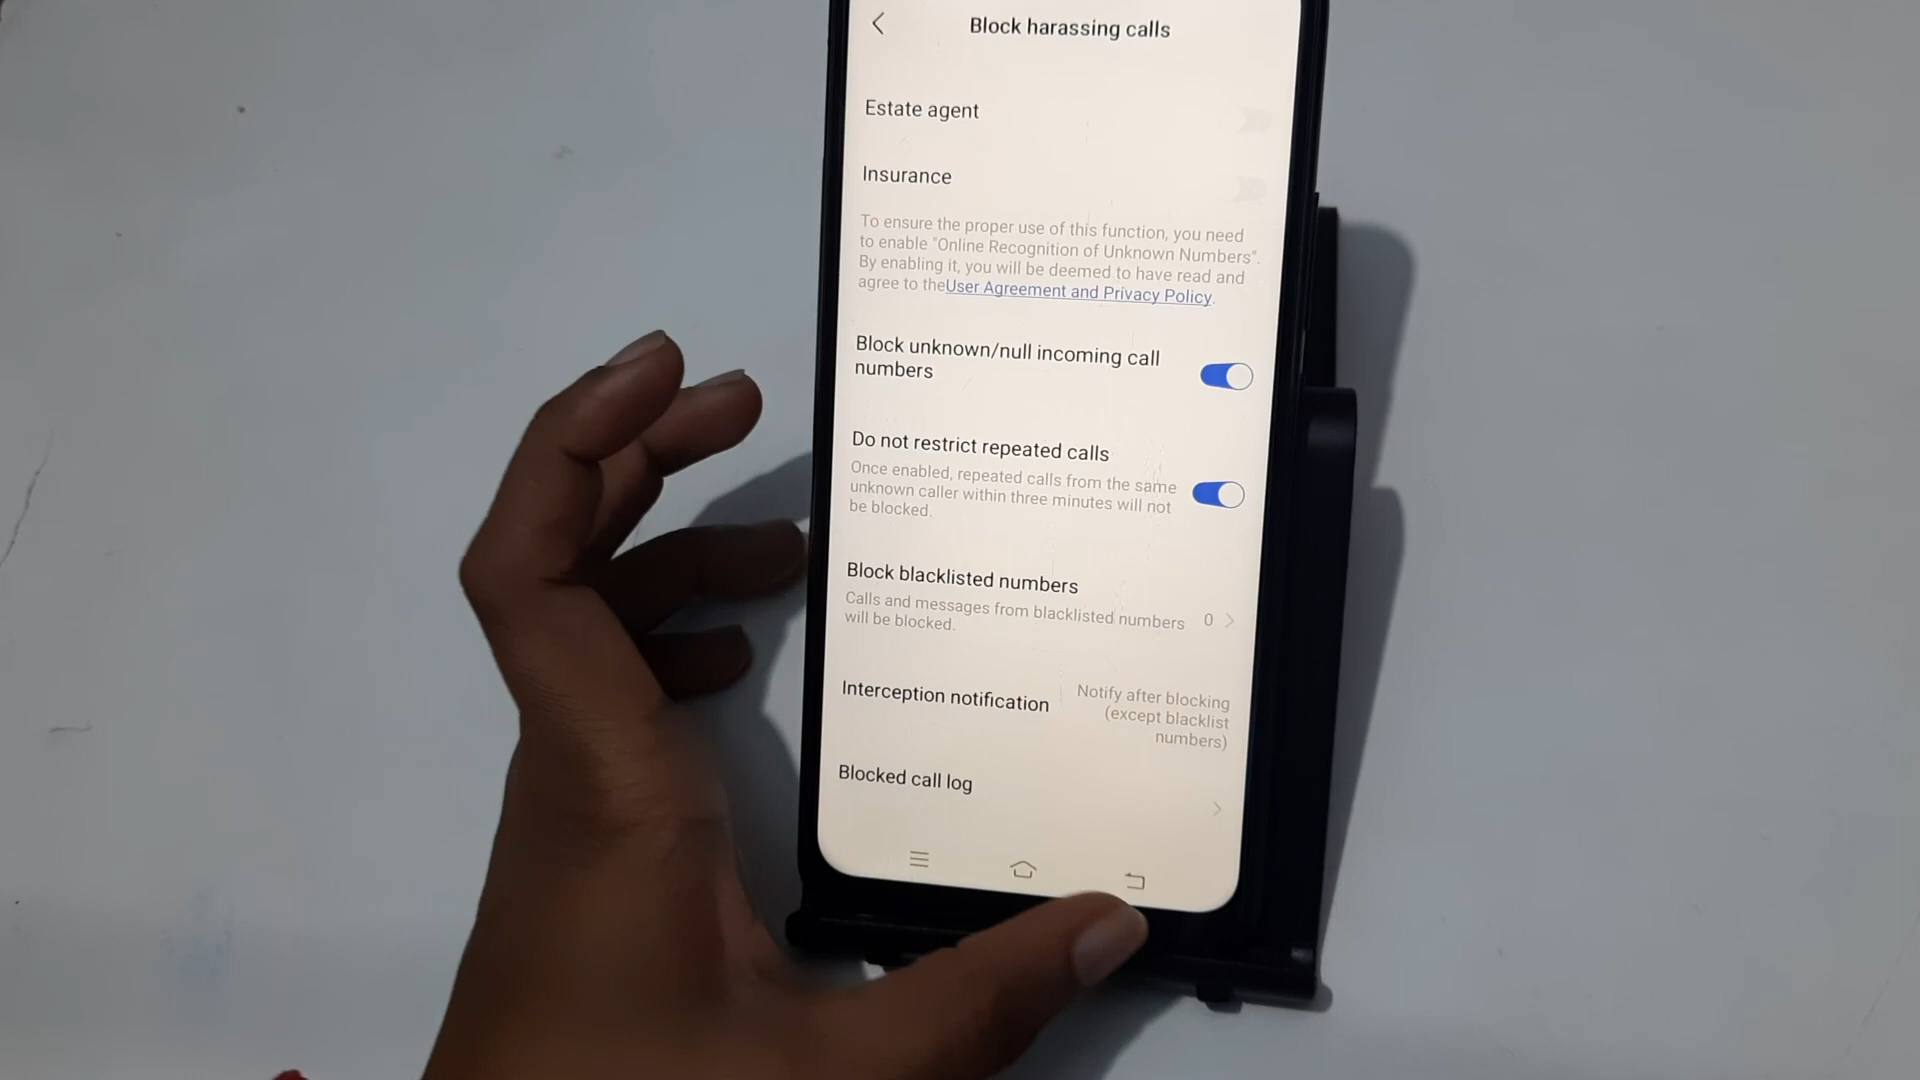 Block harassing calls
Estate agent
Insurance
To ensure the proper use of this function, you need
to enable "Online Recognition of Unknown Numbers".
By enabling it, you will be deemed to have read and
agree to theUser Agreement and Privacy Policy.
Block unknown/null incoming call
numbers
Do not restrict repeated calls
Once enabled, repeated calls from the same
unknown caller within three minutes will not
be blocked.
Block blacklisted numbers
Calls and messages from blacklisted numbers
will be blocked.
0
Interception notification
Notify after blocking
(except blacklist
numbers)
Blocked call log